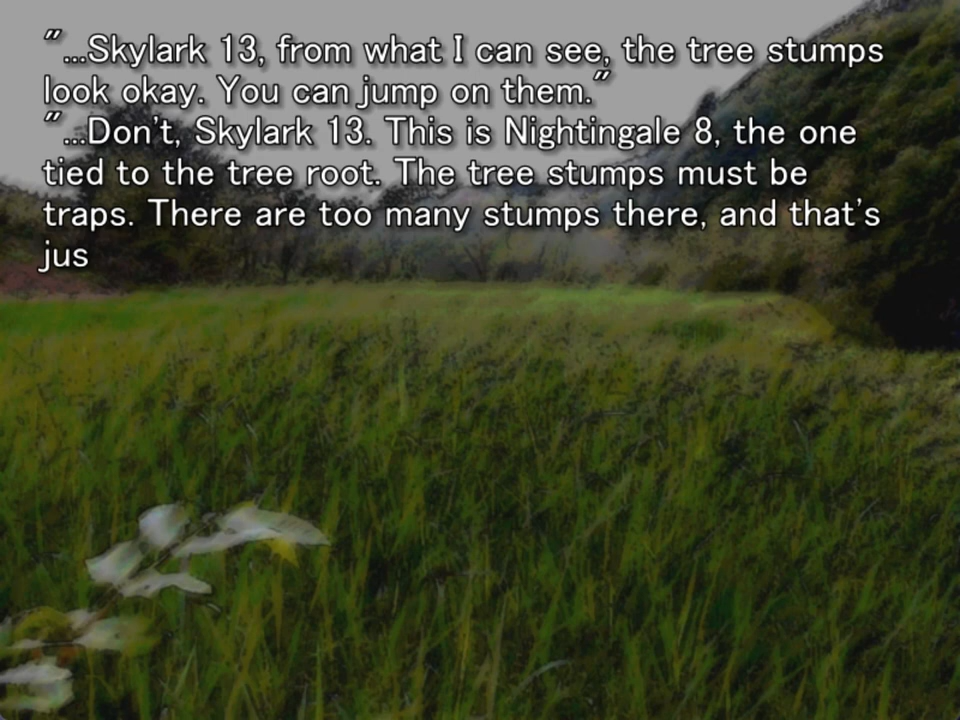 "...Skylark 13, from what I can see, the tree stumps
look okay. You can jump on them."
"...Don't, Skylark 13. This is Nightingale 8, the one
tied to the tree root. The tree stumps must be
traps. There are too many stumps there, and that's
jus